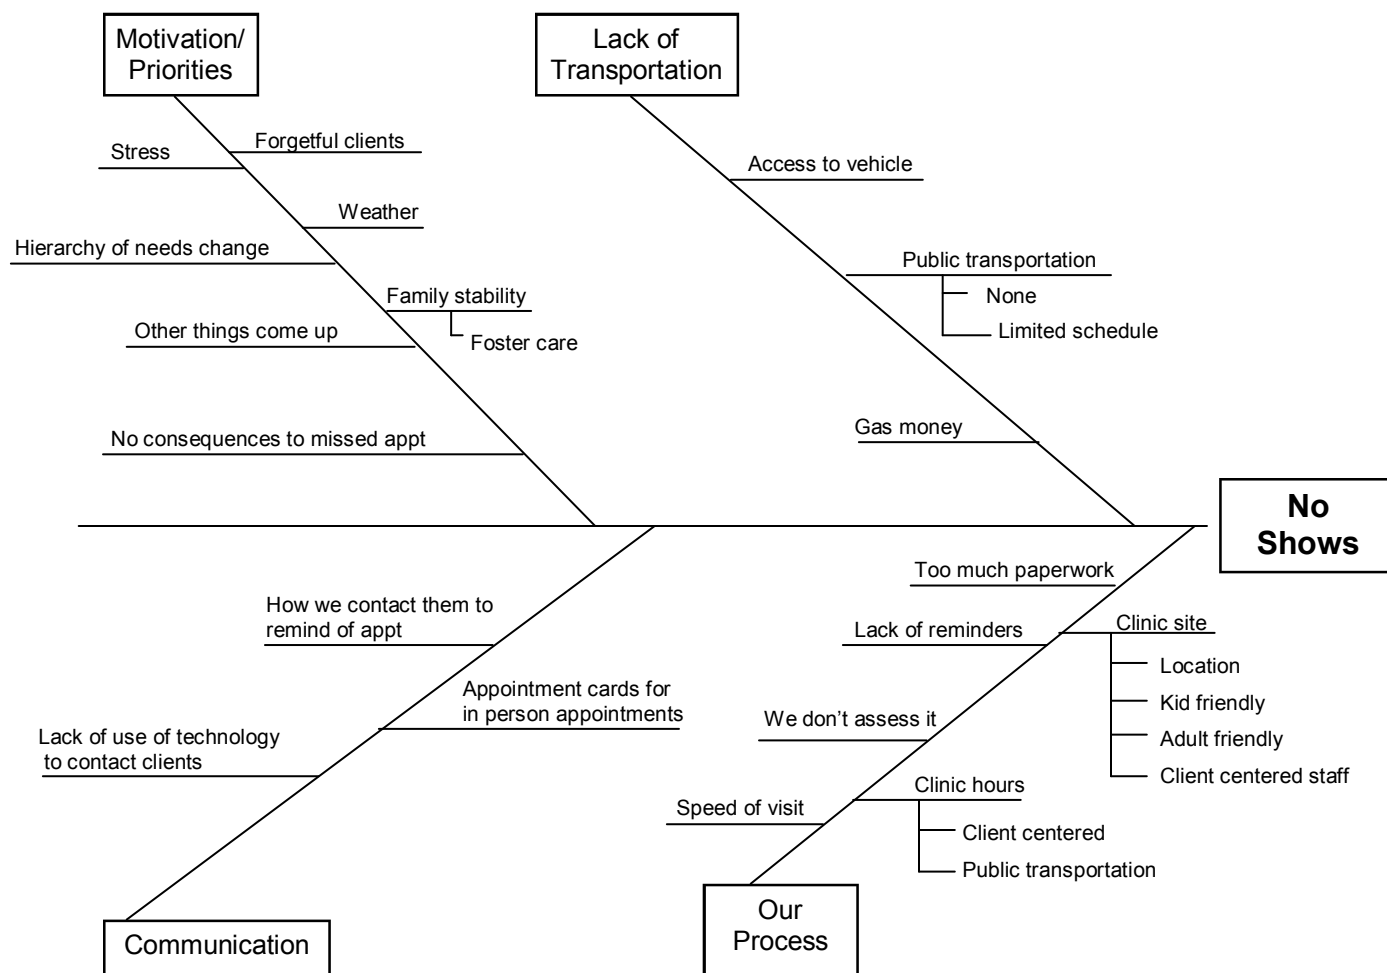 Motivation/
Priorities
Lack of
Transportation
Forgetful clients
Stress
Access to vehicle
Weather
Hierarchy of needs change
Public transportation
None
Family stability
Other things come up
Limited schedule
Foster care
Gas money
No consequences to missed appt
No
Shows
Too much paperwork
How we contact them to
remind of appt
Lack of reminders
Clinic site
Location
Appointment cards for
in person appointments
Kid friendly
We don’t assess it
Lack of use of technology
to contact clients
Adult friendly
Client centered staff
Clinic hours
Speed of visit
Client centered
Public transportation
Our
Process
Communication